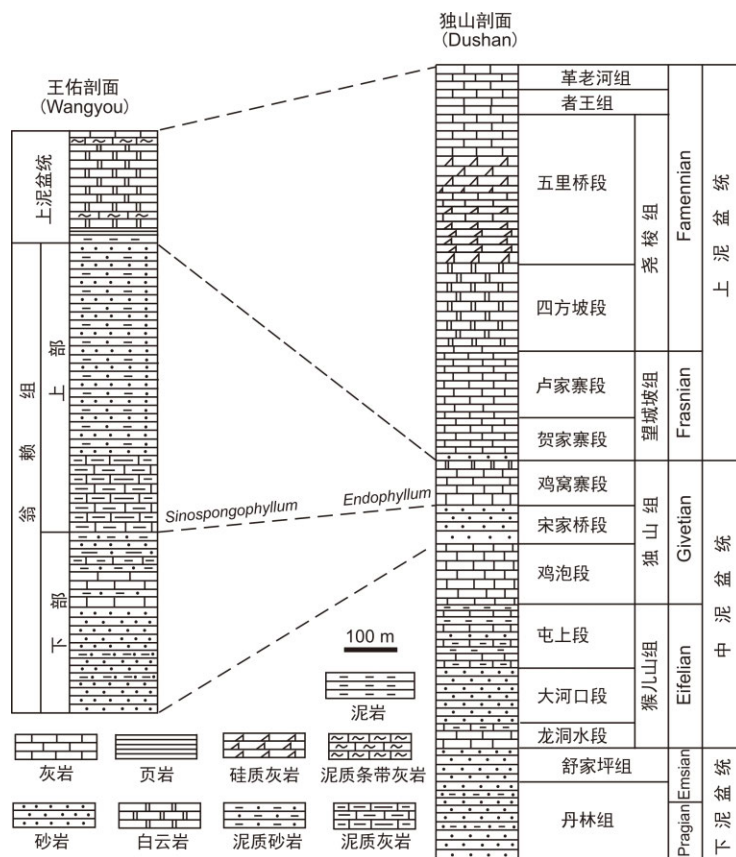 王佑剖面
(Wangyou)
独山剖面
(Dushan)
上泥盆统
翁赖组
上部
下部
Sinospongophyllum
Endophyllum
革老河组
者王组
五里桥段
四方坡段
尧梭组
卢家寨段
贺家寨段
望城坡组
鸡窝寨段
宋家桥段
鸡泡段
独山组
屯上段
大河口段
龙洞水段
猴儿山组
舒家坪组
丹林组
Famennian
Frasnian
Givetian
Eifelian
Emsian
Pragian
上泥盆统
中泥盆统
下泥盆统
100 m
泥岩
灰岩
页岩
硅质灰岩
泥质条带灰岩
砂岩
白云岩
泥质砂岩
泥质灰岩